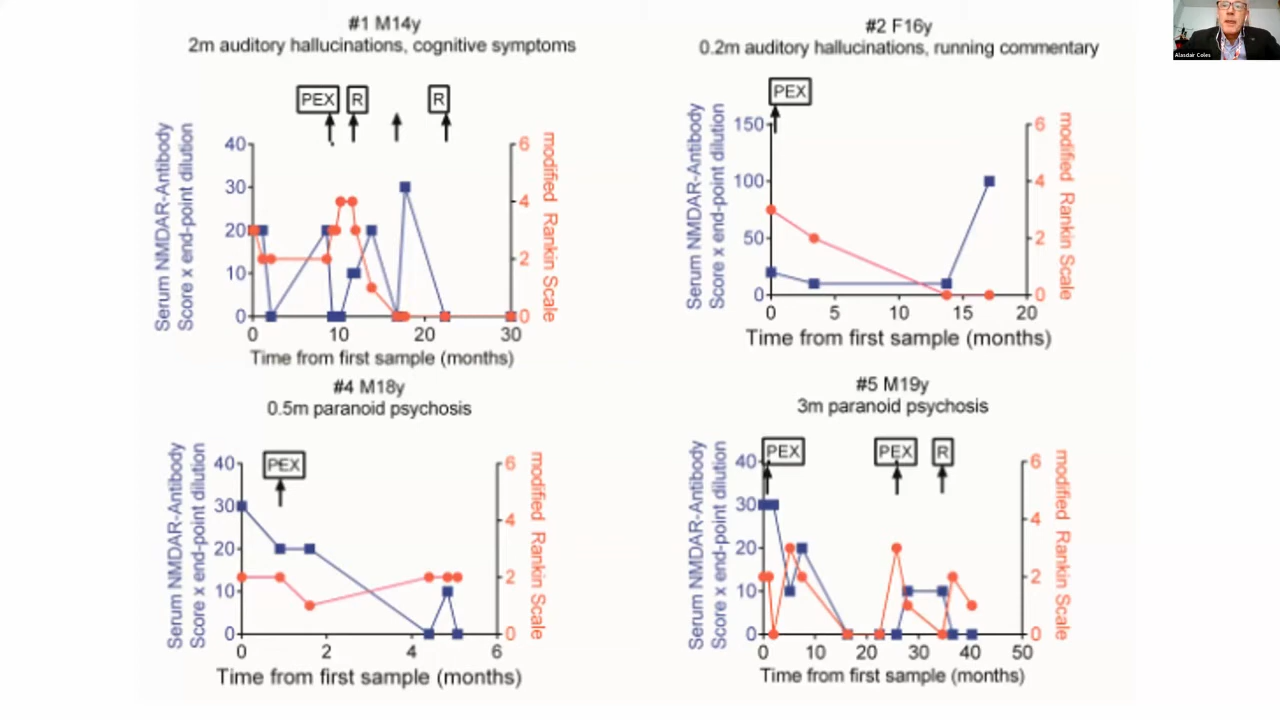 #1 M14y
2m auditory hallucinations, cognitive symptoms
PEX R R
Serum NMDAR-Antibody
Score x end-point dilution
40
30
20
10
0
6
4
2
0
modified Rankin Scale
0 10 20 30
Time from first sample (months)
#2 F16y
0.2m auditory hallucinations, running commentary
PEX
Serum NMDAR-Antibody
Score x end-point dilution
150
100
50
0
6
4
2
0
modified Rankin Scale
0 5 10 15 20
Time from first sample (months)
#4 M18y
0.5m paranoid psychosis
PEX
Serum NMDAR-Antibody
Score x end-point dilution
40
30
20
10
0
6
4
2
0
modified Rankin Scale
0 2 4 6
Time from first sample (months)
#5 M19y
3m paranoid psychosis
PEX PEX R
Serum NMDAR-Antibody
Score x end-point dilution
40
30
20
10
0
6
4
2
0
modified Rankin Scale
0 10 20 30 40 50
Time from first sample (months)
Alasdair Coles